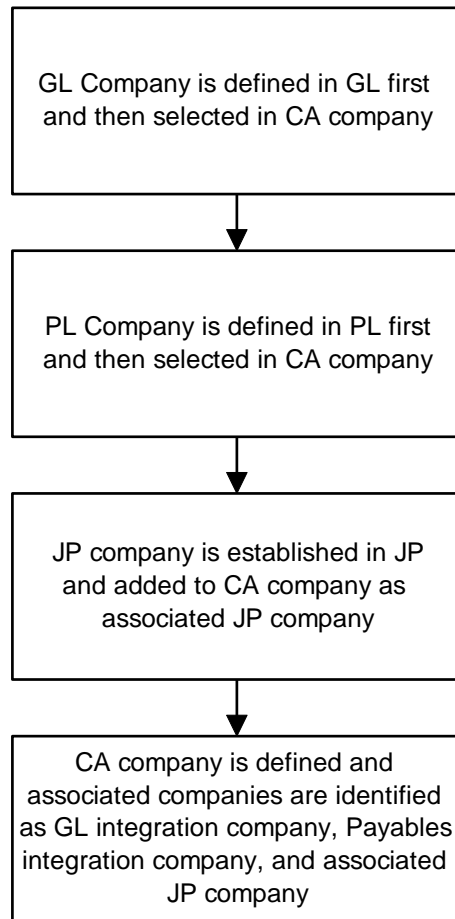 GL Company is defined in GL first
and then selected in CA company
PL Company is defined in PL first
and then selected in CA company
JP company is established in JP
and added to CA company as
associated JP company
CA company is defined and
associated companies are identified
as GL integration company, Payables
integration company, and associated
JP company